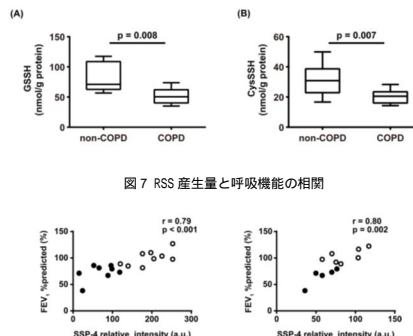 (A)
p = 0.008
GSSH
(nmol/g protein)
150
100
50
0
non-COPD COPD
(B)
p = 0.007
CysSSH
(nmol/g protein)
60
40
20
0
non-COPD COPD
図 7 RSS 産生量と呼吸機能の相関
r = 0.79
p < 0.001
FEV1 %predicted (%)
150
100
50
0
0 100 200 300
SSP-4 relative intensity (a.u.)
r = 0.80
p = 0.002
FEV1 %predicted (%)
150
100
50
0
0 50 100 150
SSP-4 relative intensity (a.u.)